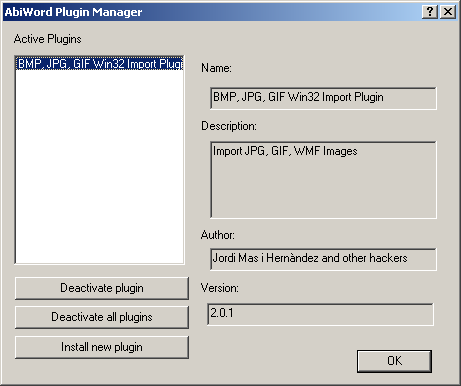 AbiWord Plugin Manager
Active Plugins
BMP, JPG, GIF Win32 Import Plugi
Name:
BMP, JPG, GIF Win32 Import Plugin
Description:
Import JPG, GIF, WMF Images
Author:
Jordi Mas i Hernàndez and other hackers
Deactivate plugin
Version:
2.0.1
Deactivate all plugins
Install new plugin
OK